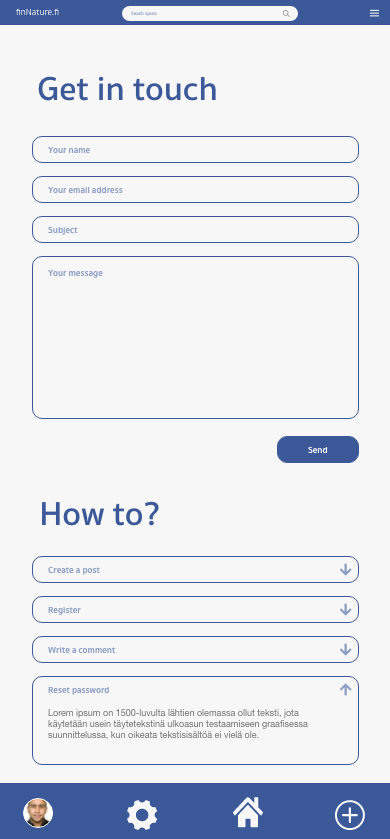 finNature.fi
Seach spots
Get in touch
Your name
Your email address
Subject
Your message
Send
How to?
Create a post
Register
Write a comment
Reset password
Lorem ipsum on 1500-luvulta lähtien olemassa ollut teksti, jota
käytetään usein täytetekstinä ulkoasun testaamiseen graafisessa
suunnittelussa, kun oikeata tekstisisältöä ei vielä ole.